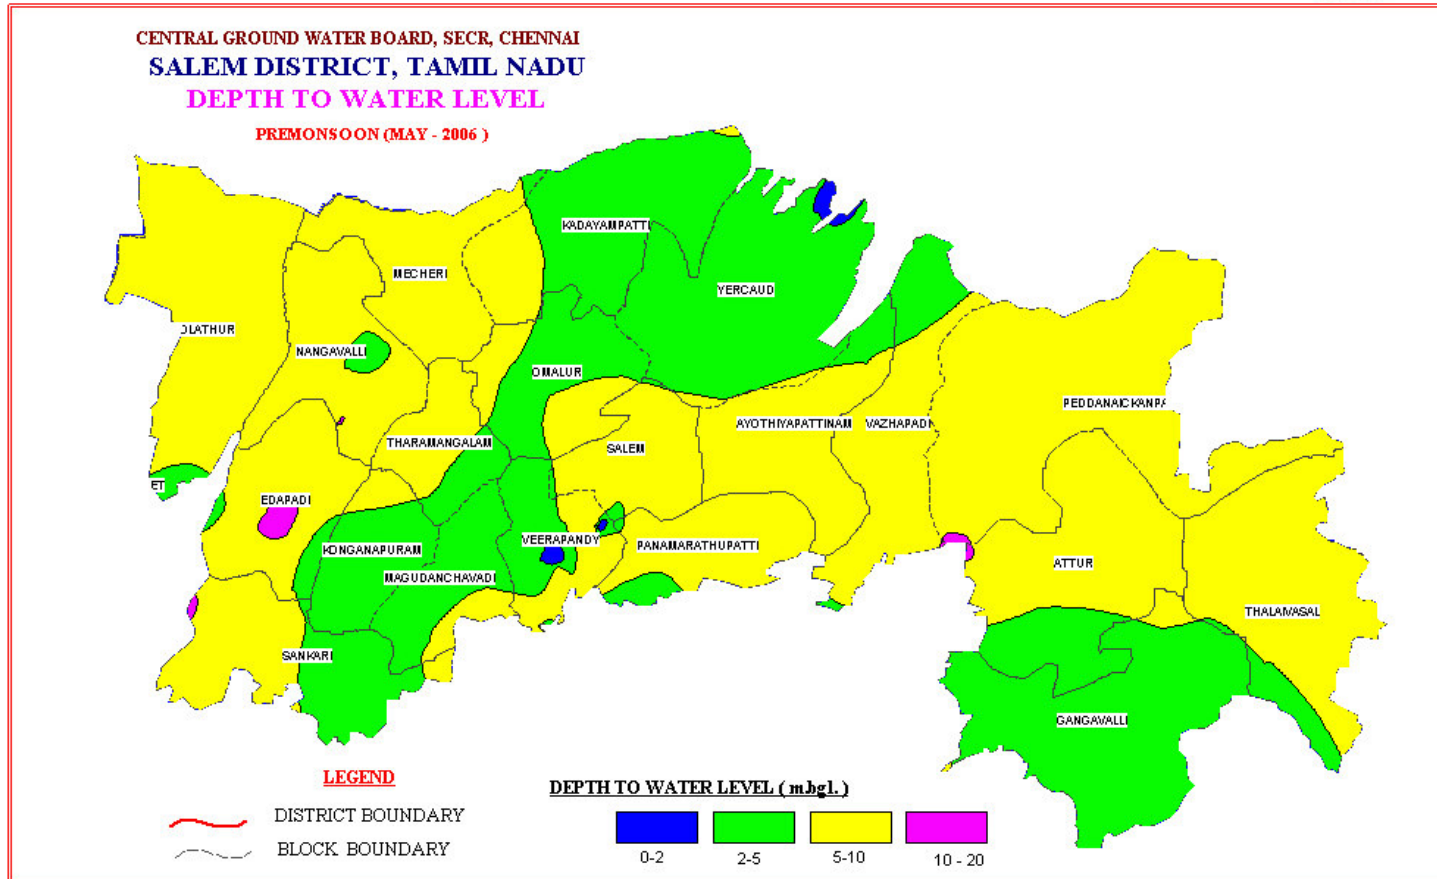 CENTRAL GROUND WATER BOARD, SECR, CHENNAI
SALEM DISTRICT, TAMIL NADU
DEPTH TO WATER LEVEL
PREMONSOON (MAY - 2006 )
KADAYAMPATTI
MECHERI
YERCAUD
OLATHUR
NANGAVALLI
OMALUR
PEDDANAICKANPA
AYOTHIYAPATTINAM
VAZHAPADI
THARAMANGALAM
SALEM
ET
EDAPADI
VEERAPANDY
PANAMARATHUPATTI
KONGANAPURAM
MAGUDANCHAVADI
ATTUR
THALAIVASAL
SANKARI
GANGAVALLI
LEGEND
DISTRICT BOUNDARY
BLOCK BOUNDARY
DEPTH TO WATER LEVEL ( m.bgl. )
0-2
2-5
5-10
10 - 20